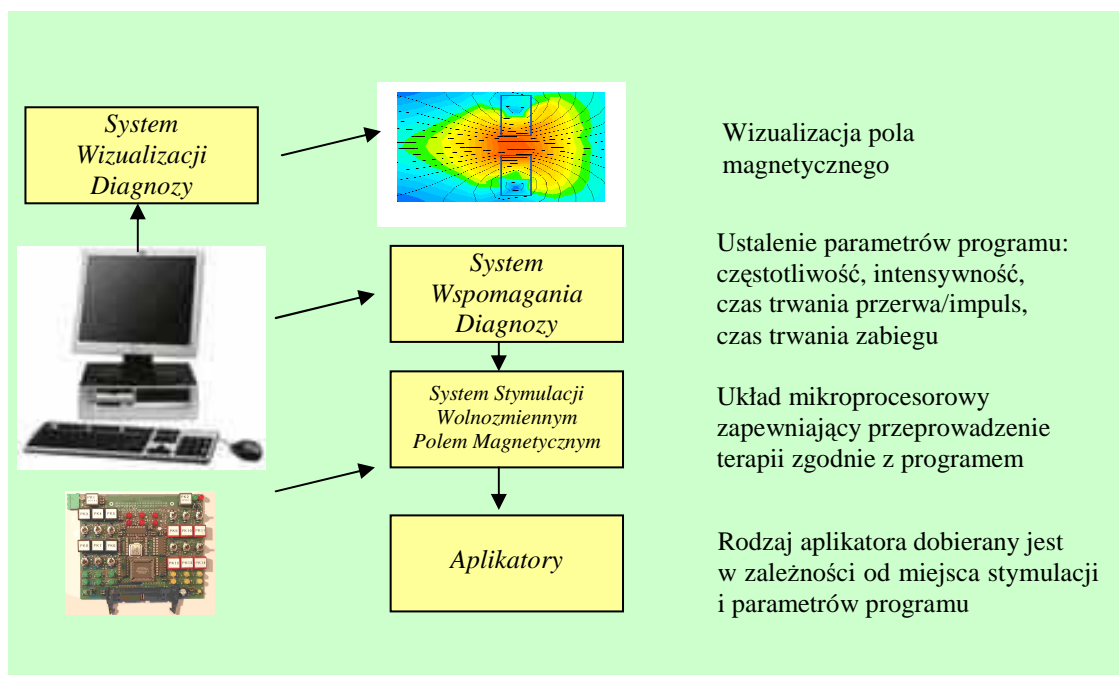 System
Wizualizacji
Diagnozy
Wizualizacja pola
magnetycznego
System
Wspomagania
Diagnozy
Ustalenie parametrów programu:
częstotliwość, intensywność,
czas trwania przerwa/impuls,
czas trwania zabiegu
System Stymulacji
Wolnozmiennym
Polem Magnetycznym
Układ mikroprocesorowy
zapewniający przeprowadzenie
terapii zgodnie z programem
Aplikatory
Rodzaj aplikatora dobierany jest
w zależności od miejsca stymulacji
i parametrów programu